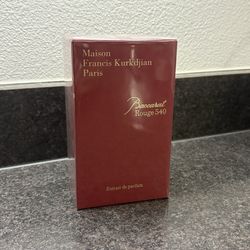 Maison
Francis Kurkdjian
Paris
Baccarat
Rouge 540
Extrait de parfum